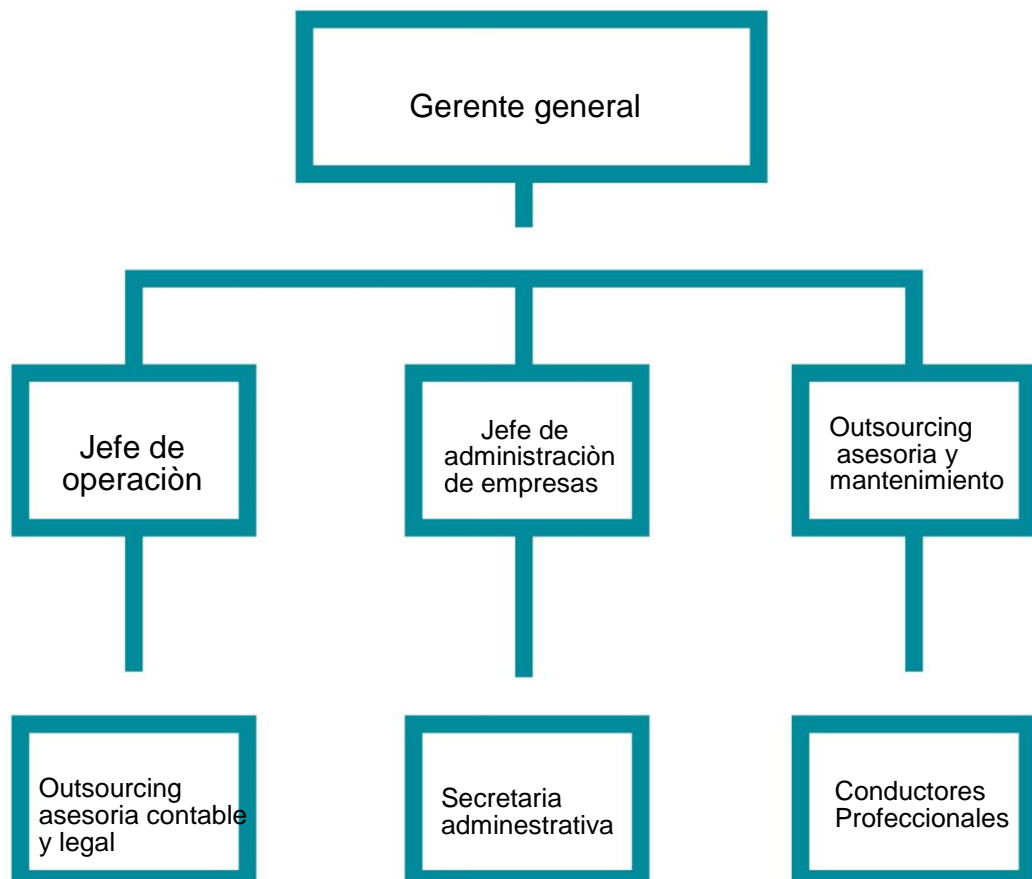 Gerente general
Jefe de
operaciòn
Jefe de
administraciòn
de empresas
Outsourcing
asesoria y
mantenimiento
Outsourcing
asesoria contable
y legal
Secretaria
adminestrativa
Conductores
Profeccionales